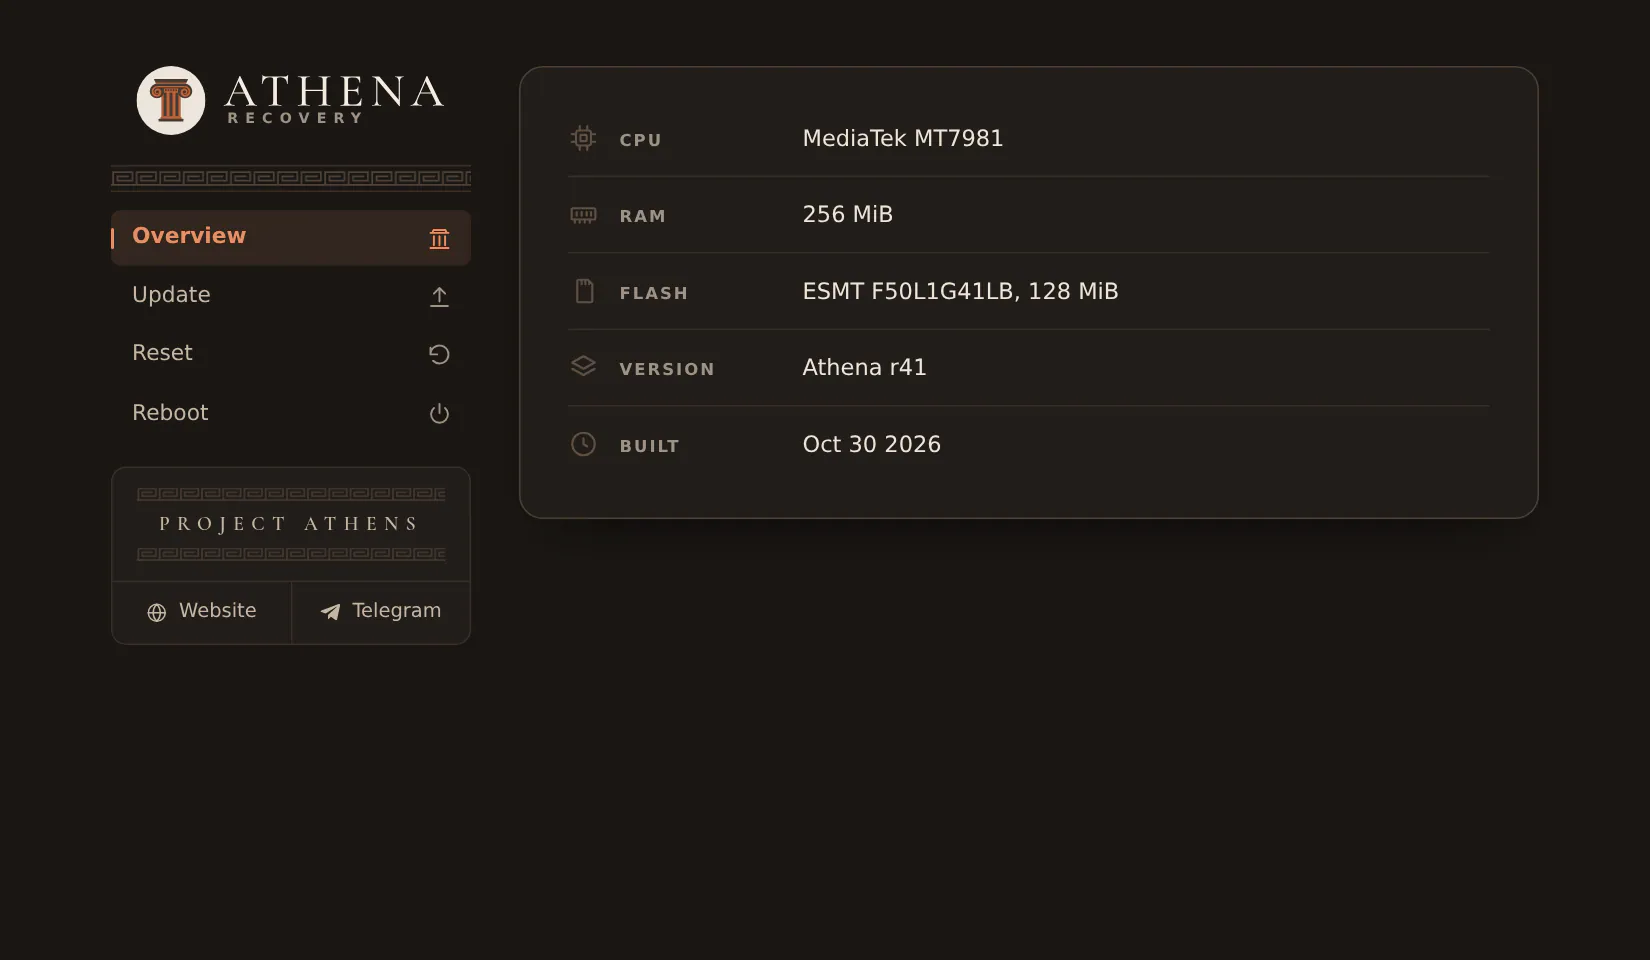 ATHENA
RECOVERY
Overview
Update
Reset
Reboot
PROJECT ATHENS
Website
Telegram
CPU MediaTek MT7981
RAM 256 MiB
FLASH ESMT F50L1G41LB, 128 MiB
VERSION Athena r41
BUILT Oct 30 2026